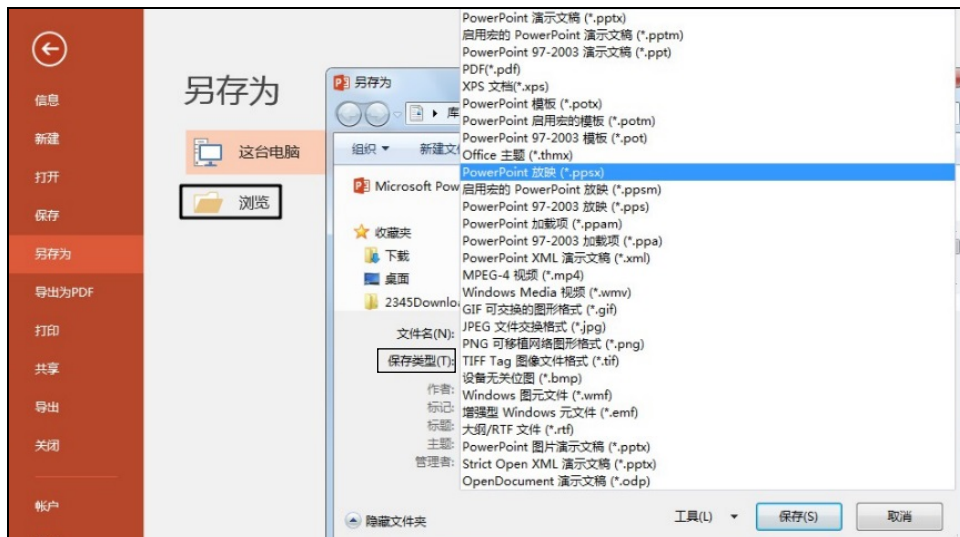 信息
新建
打开
保存
另存为
导出为PDF
打印
共享
导出
关闭
帐户
另存为
这台电脑
浏览
另存为
库
组织
新建文
Microsoft Pow
收藏夹
下载
桌面
2345Downlo
文件名(N):
保存类型(T):
作者:
标记:
标题:
主题:
管理者:
PowerPoint 演示文稿 (*.pptx)
启用宏的 PowerPoint 演示文稿 (*.pptm)
PowerPoint 97-2003 演示文稿 (*.ppt)
PDF(*.pdf)
XPS 文档(*.xps)
PowerPoint 模板 (*.potx)
PowerPoint 启用宏的模板 (*.potm)
PowerPoint 97-2003 模板 (*.pot)
Office 主题 (*.thmx)
PowerPoint 放映 (*.ppsx)
启用宏的 PowerPoint 放映 (*.ppsm)
PowerPoint 97-2003 放映 (*.pps)
PowerPoint 加载项 (*.ppam)
PowerPoint 97-2003 加载项 (*.ppa)
PowerPoint XML 演示文稿 (*.xml)
MPEG-4 视频 (*.mp4)
Windows Media 视频 (*.wmv)
GIF 可交换的图形格式 (*.gif)
JPEG 文件交换格式 (*.jpg)
PNG 可移植网络图形格式 (*.png)
TIFF Tag 图像文件格式 (*.tif)
设备无关位图 (*.bmp)
Windows 图元文件 (*.wmf)
增强型 Windows 元文件 (*.emf)
大纲/RTF 文件 (*.rtf)
PowerPoint 图片演示文稿 (*.pptx)
Strict Open XML 演示文稿 (*.pptx)
OpenDocument 演示文稿 (*.odp)
隐藏文件夹
工具(L)
保存(S)
取消